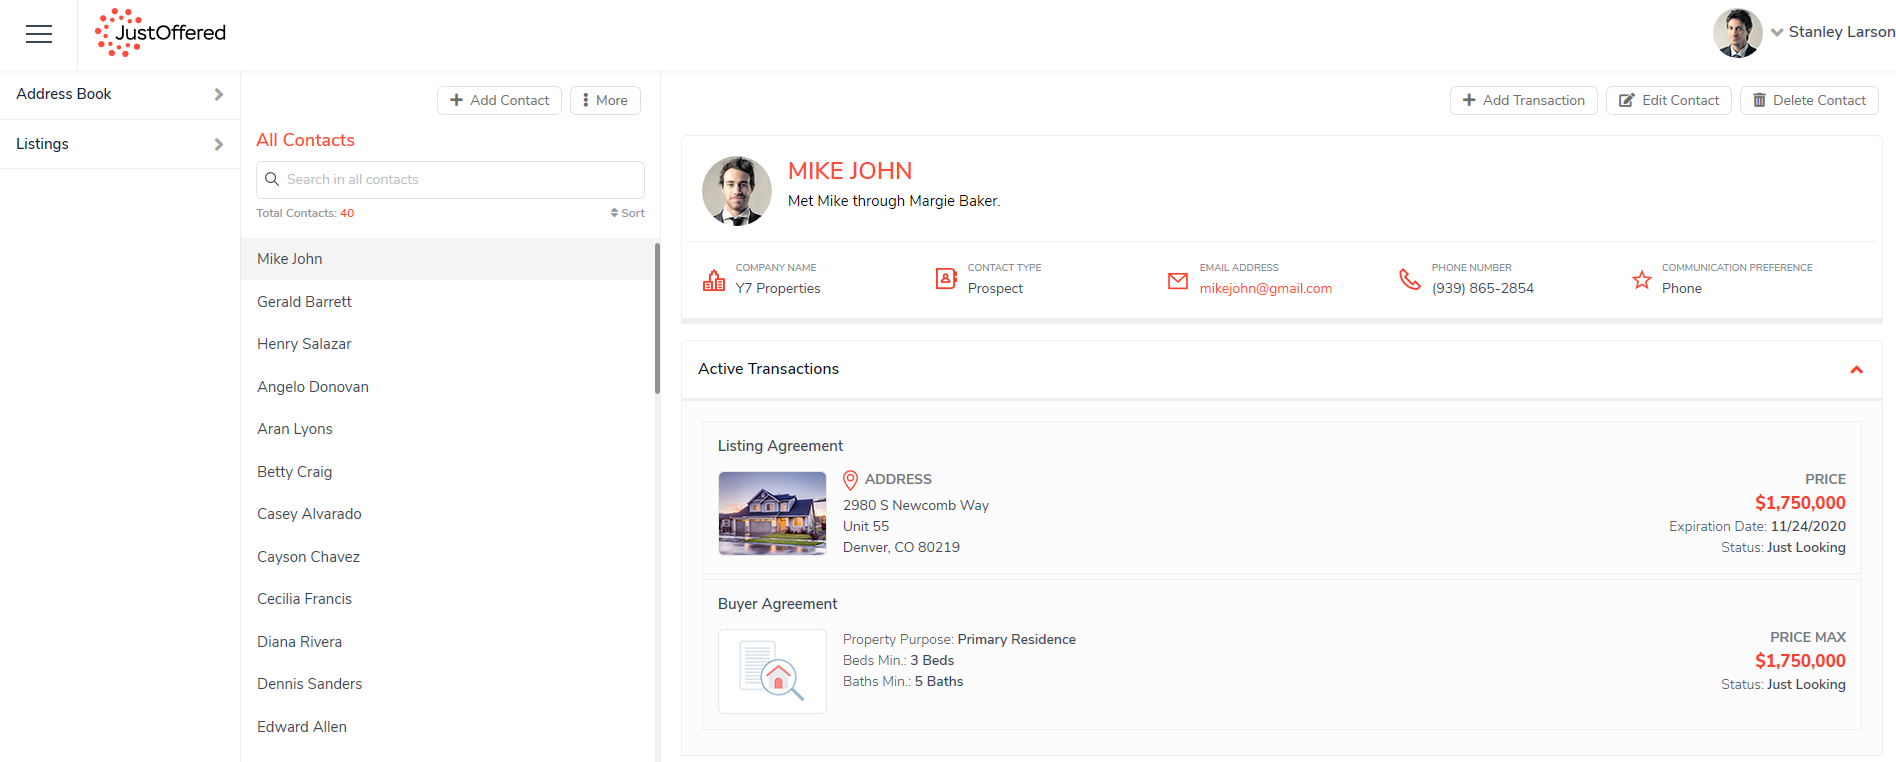 JustOffered
Stanley Larson
Address Book
Listings
Add Contact
More
All Contacts
Search in all contacts
Total Contacts: 40
Sort
Mike John
Gerald Barrett
Henry Salazar
Angelo Donovan
Aran Lyons
Betty Craig
Casey Alvarado
Cayson Chavez
Cecilia Francis
Diana Rivera
Dennis Sanders
Edward Allen
Add Transaction
Edit Contact
Delete Contact
MIKE JOHN
Met Mike through Margie Baker.
COMPANY NAME
Y7 Properties
CONTACT TYPE
Prospect
EMAIL ADDRESS
mikejohn@gmail.com
PHONE NUMBER
(939) 865-2854
COMMUNICATION PREFERENCE
Phone
Active Transactions
Listing Agreement
ADDRESS
2980 S Newcomb Way
Unit 55
Denver, CO 80219
PRICE
$1,750,000
Expiration Date: 11/24/2020
Status: Just Looking
Buyer Agreement
Property Purpose: Primary Residence
Beds Min.: 3 Beds
Baths Min.: 5 Baths
PRICE MAX
$1,750,000
Status: Just Looking